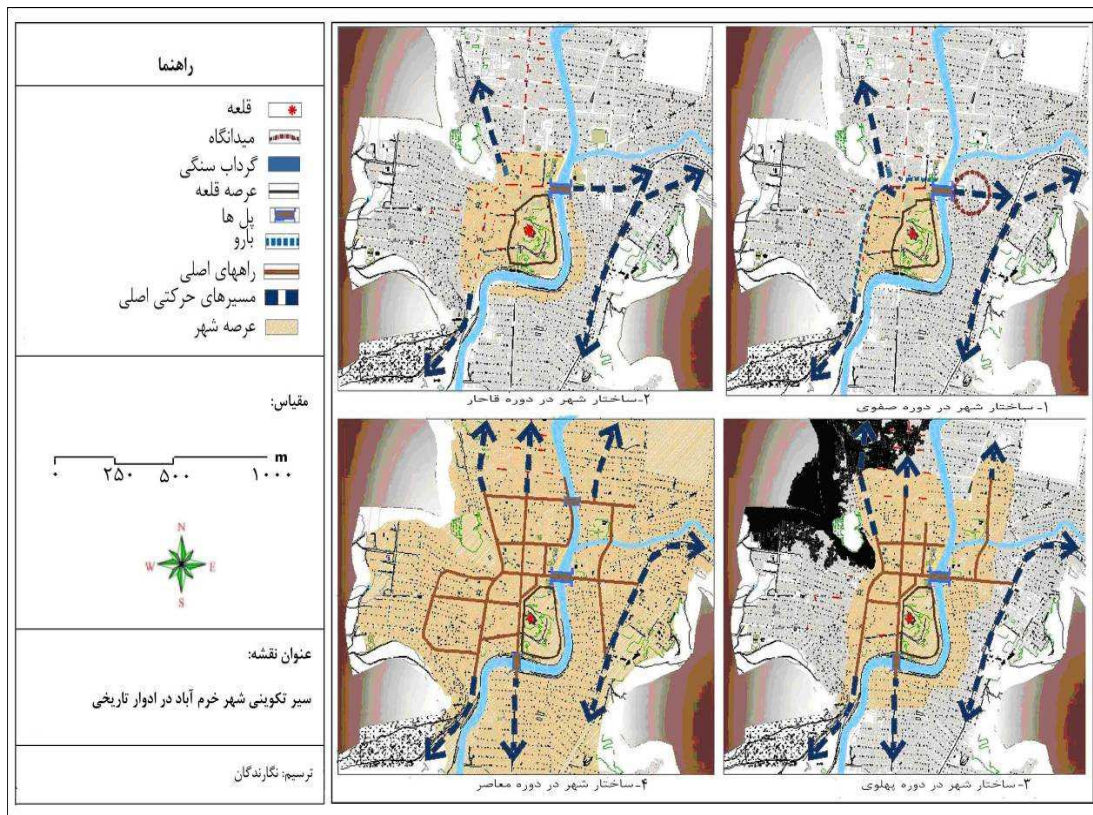 راهنما
قلعه
میدانگاه
گرداب سنگی
عرصه قلعه
پل ها
بارو
راههای اصلی
مسیرهای حرکتی اصلی
عرصه شهر
مقیاس:
۰ ۲۵۰ ۵۰۰ ۱۰۰۰ m
N
W E
S
عنوان نقشه:
سیر تکوینی شهر خرم آباد در ادوار تاریخی
ترسیم: نگارندگان
۱-ساختار شهر در دوره صفوی
۲-ساختار شهر در دوره قاجار
۳-ساختار شهر در دوره پهلوی
۴-ساختار شهر در دوره معاصر